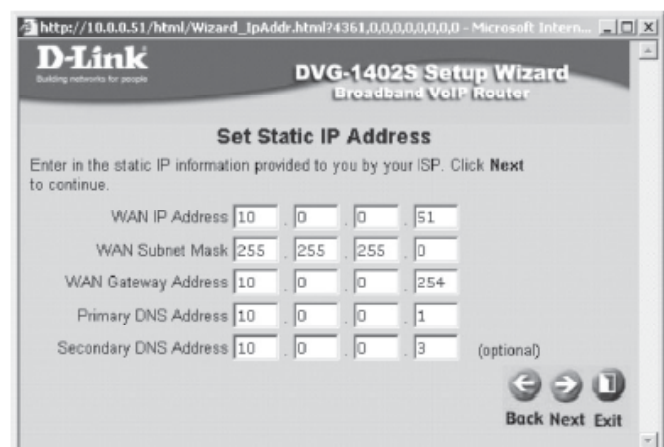 http://10.0.0.51/html/Wizard_IpAddr.html?4361,0,0,0,0,0,0,0,0 - Microsoft Intern...
D-Link
Building networks for people
DVG-1402S Setup Wizard
Broadband VoIP Router
Set Static IP Address
Enter in the static IP information provided to you by your ISP. Click Next
to continue.
WAN IP Address 10 . 0 . 0 . 51
WAN Subnet Mask 255 . 255 . 255 . 0
WAN Gateway Address 10 . 0 . 0 . 254
Primary DNS Address 10 . 0 . 0 . 1
Secondary DNS Address 10 . 0 . 0 . 3 (optional)
Back Next Exit